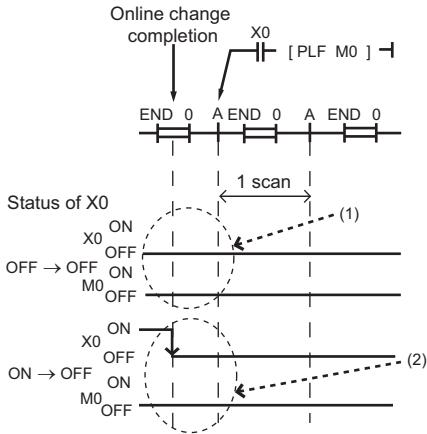 Online change
completion
X0
[ PLF M0 ]
END 0 A END 0 A END 0
1 scan
Status of X0
(1)
ON
X0
OFF
OFF → OFF
ON
M0
OFF
ON
X0
OFF
(2)
ON → OFF
ON
M0
OFF